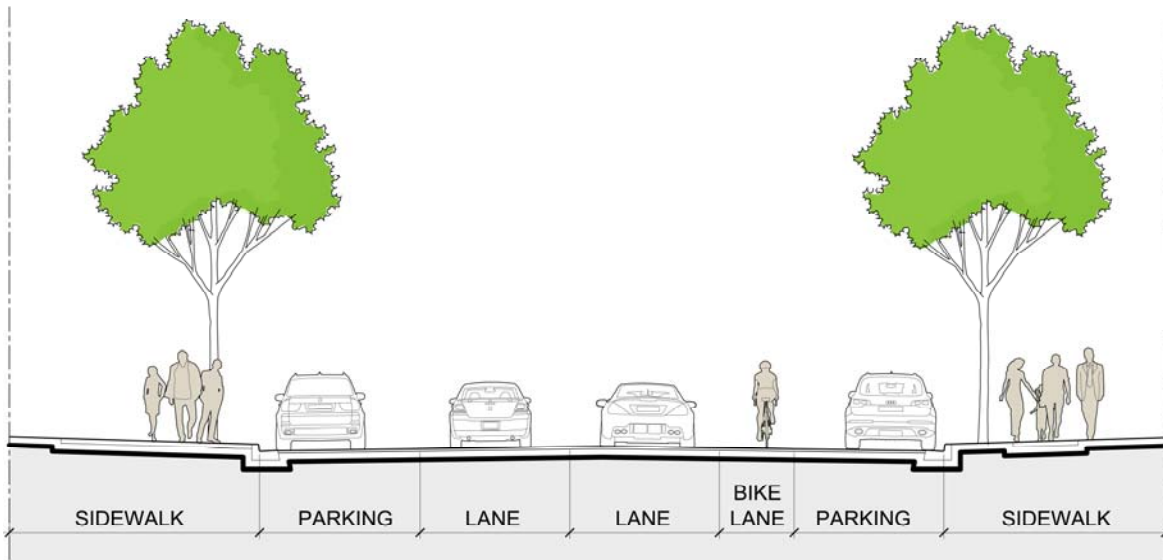 SIDEWALK
PARKING
LANE
LANE
BIKE
LANE
PARKING
SIDEWALK